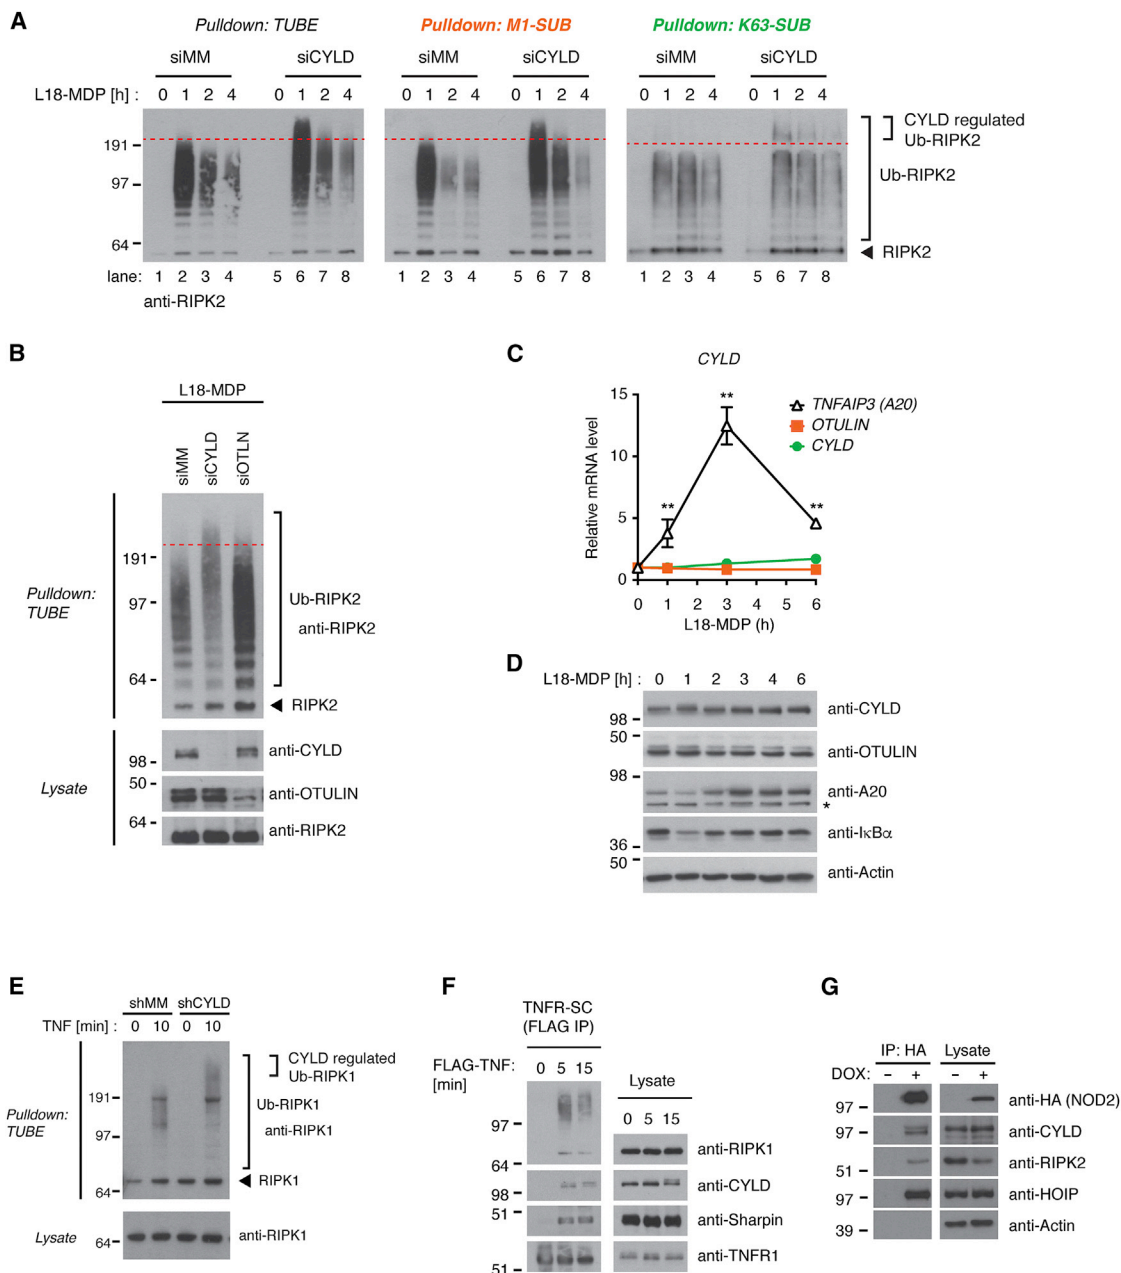 A
Pulldown: TUBE Pulldown: M1-SUB Pulldown: K63-SUB
siMM siCYLD siMM siCYLD siMM siCYLD
L18-MDP [h] : 0 1 2 4 0 1 2 4 0 1 2 4 0 1 2 4 0 1 2 4 0 1 2 4
CYLD regulated
Ub-RIPK2
191
97
64
Ub-RIPK2
RIPK2
lane: 1 2 3 4 5 6 7 8 1 2 3 4 5 6 7 8 1 2 3 4 5 6 7 8
anti-RIPK2
B
L18-MDP
siMM siCYLD siOTLN
Pulldown:
TUBE
191
97
64
Ub-RIPK2
anti-RIPK2
RIPK2
Lysate
98
anti-CYLD
50
anti-OTULIN
64
anti-RIPK2
C
CYLD
Relative mRNA level
15
10
5
0
** ** **
TNFAIP3 (A20)
OTULIN
CYLD
0 1 2 3 4 5 6
L18-MDP (h)
D
L18-MDP [h] : 0 1 2 3 4 6
98
anti-CYLD
50
anti-OTULIN
98
anti-A20
*
anti-IκBα
36
50
anti-Actin
E
shMM shCYLD
TNF [min] : 0 10 0 10
CYLD regulated
Ub-RIPK1
Pulldown:
TUBE
191
97
64
Ub-RIPK1
anti-RIPK1
RIPK1
Lysate
64
anti-RIPK1
F
TNFR-SC
(FLAG IP)
FLAG-TNF:
[min]
0 5 15
Lysate
0 5 15
97
64
anti-RIPK1
98
anti-CYLD
51
anti-Sharpin
51
anti-TNFR1
G
IP: HA Lysate
DOX: – + – +
97
anti-HA (NOD2)
97
anti-CYLD
51
anti-RIPK2
97
anti-HOIP
39
anti-Actin